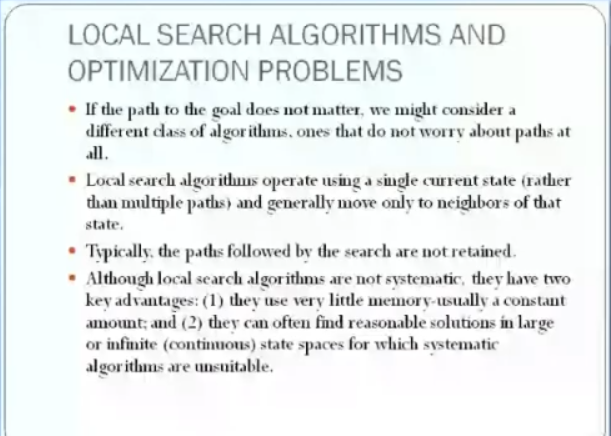 LOCAL SEARCH ALGORITHMS AND
OPTIMIZATION PROBLEMS
• If the path to the goal does not matter, we might consider a
different class of algorithms, ones that do not worry about paths at
all.
• Local search algorithms operate using a single current state (rather
than multiple paths) and generally move only to neighbors of that
state.
• Typically, the paths followed by the search are not retained.
• Although local search algorithms are not systematic, they have two
key advantages: (1) they use very little memory-usually a constant
amount; and (2) they can often find reasonable solutions in large
or infinite (continuous) state spaces for which systematic
algorithms are unsuitable.